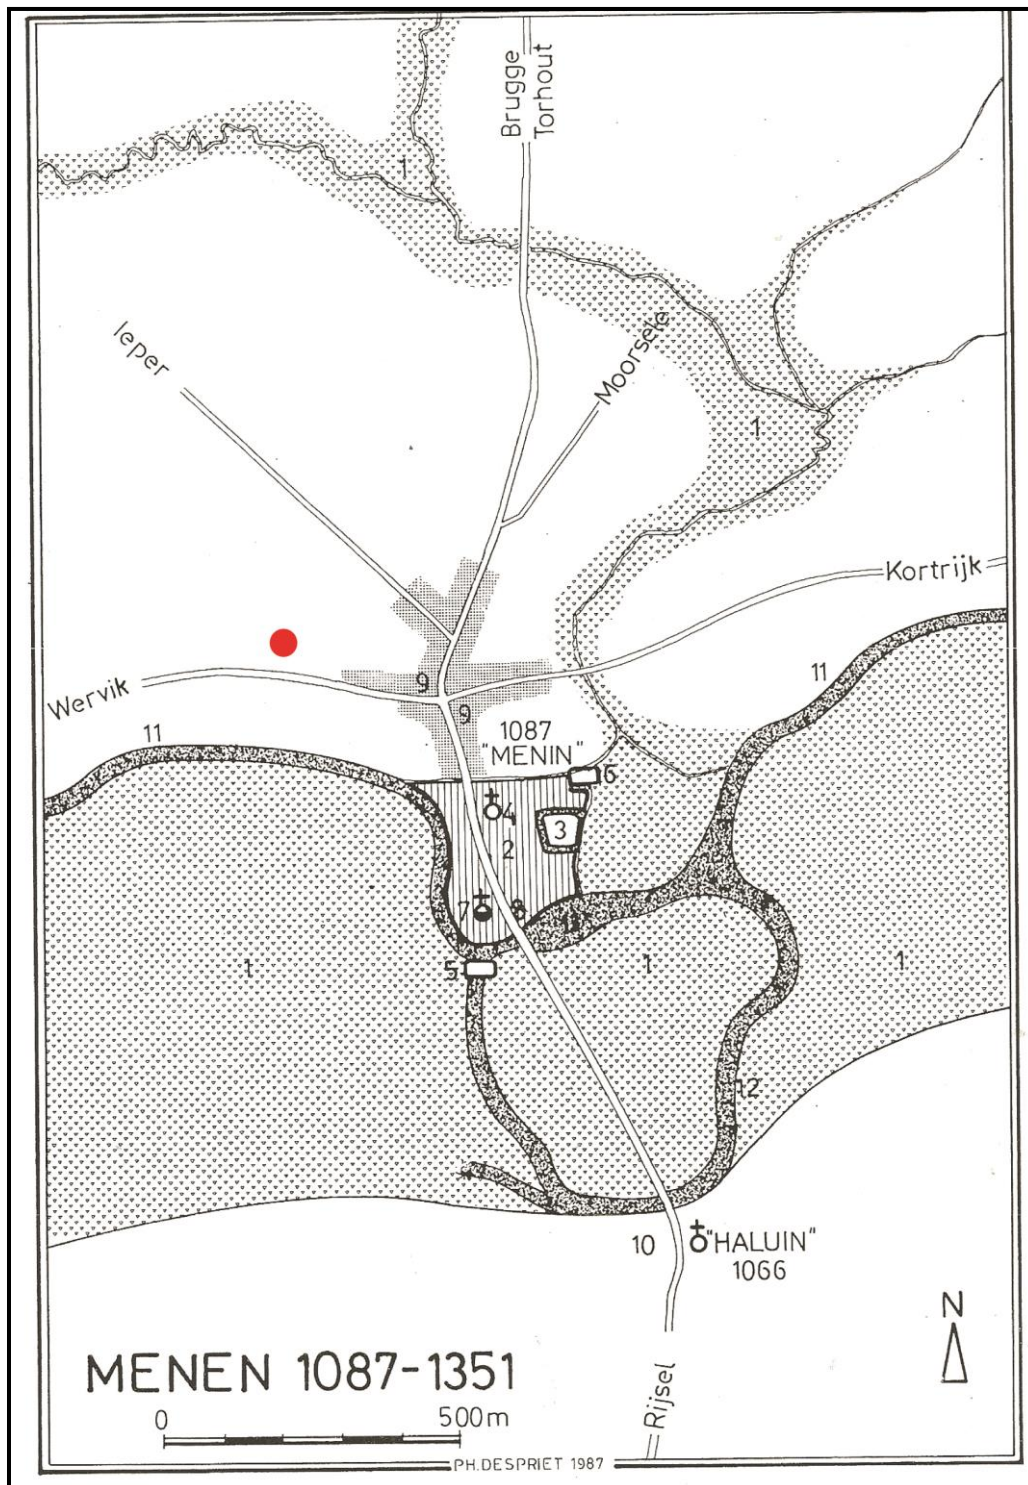 Brugge
Torhout
1
Ieper
Moorsele
1
Kortrijk
Wervik
9
9
11
11
1087
"MENIN"
6
4
3
2
7
8
11
5
1
1
1
12
10
"HALUIN"
1066
N
MENEN 1087-1351
0
500m
Rijsel
PH. DESPRIET 1987